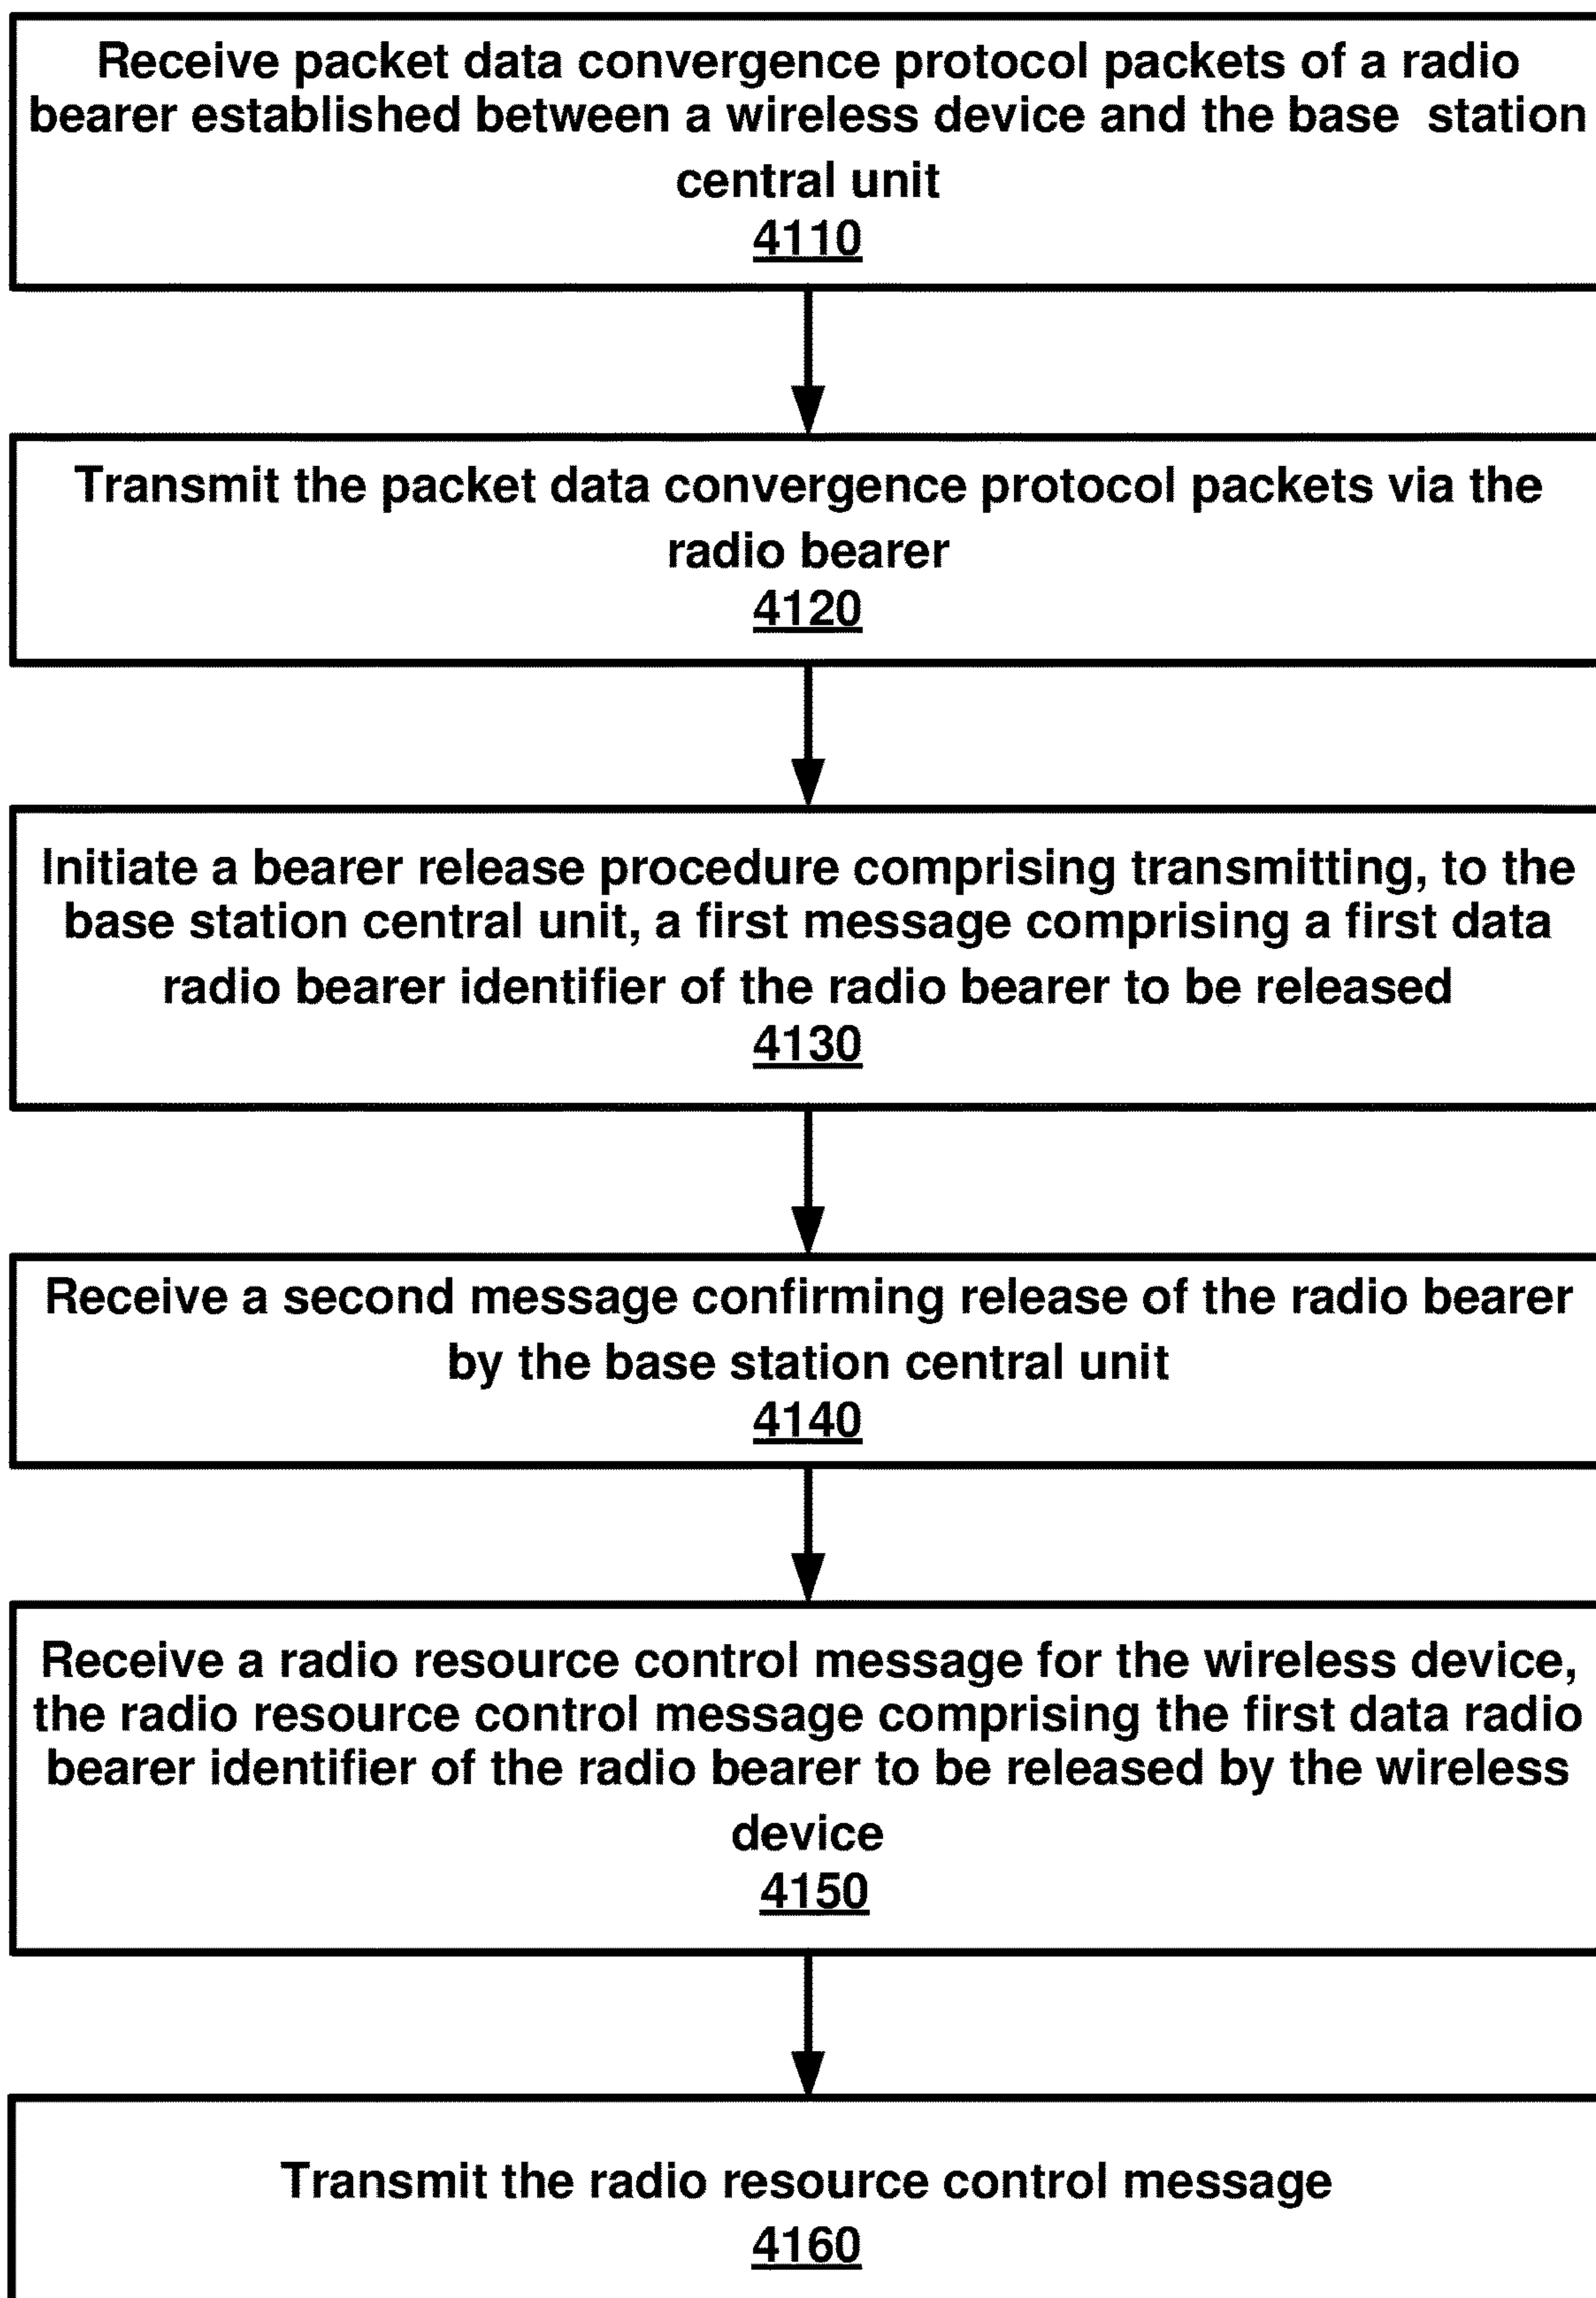 Receive packet data convergence protocol packets of a radio
bearer established between a wireless device and the base station
central unit
4110
Transmit the packet data convergence protocol packets via the
radio bearer
4120
Initiate a bearer release procedure comprising transmitting, to the
base station central unit, a first message comprising a first data
radio bearer identifier of the radio bearer to be released
4130
Receive a second message confirming release of the radio bearer
by the base station central unit
4140
Receive a radio resource control message for the wireless device,
the radio resource control message comprising the first data radio
bearer identifier of the radio bearer to be released by the wireless
device
4150
Transmit the radio resource control message
4160